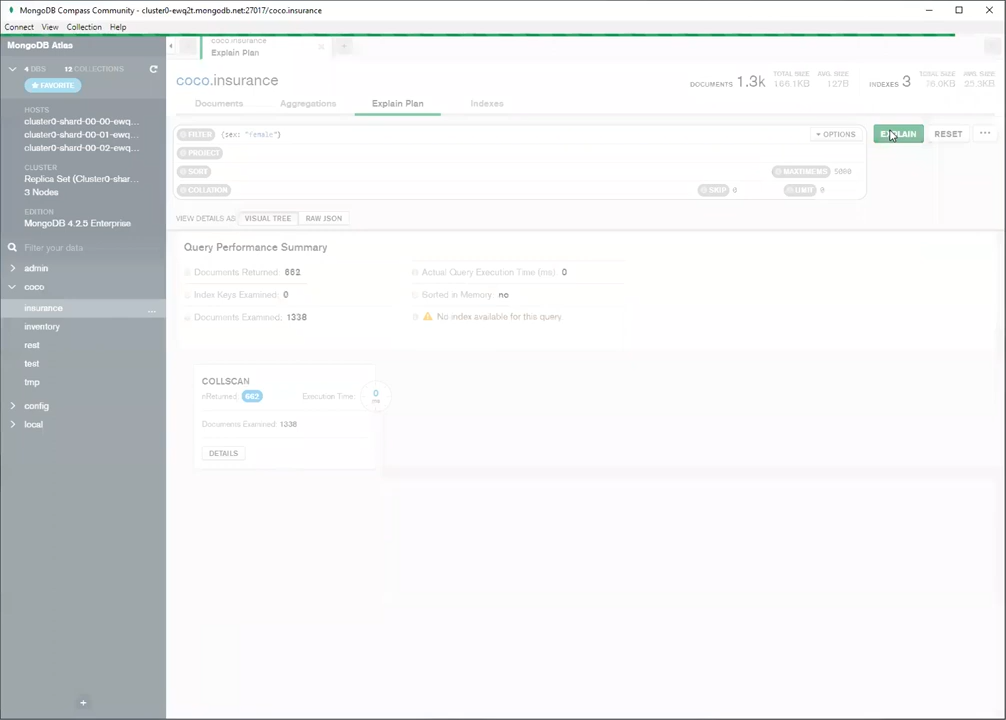 MongoDB Compass Community - cluster0-ewq2t.mongodb.net:27017/coco.insurance
Connect View Collection Help
MongoDB Atlas
4 DBS 12 COLLECTIONS
FAVORITE
HOSTS
cluster0-shard-00-00-ewq...
cluster0-shard-00-01-ewq...
cluster0-shard-00-02-ewq...
CLUSTER
Replica Set (Cluster0-shar...
3 Nodes
EDITION
MongoDB 4.2.5 Enterprise
Filter your data
admin
coco
insurance ...
inventory
rest
test
tmp
config
local
+
coco.insurance
Explain Plan
coco.insurance
DOCUMENTS 1.3k TOTAL SIZE 166.1KB AVG. SIZE 127B INDEXES 3 TOTAL SIZE 76.0KB AVG. SIZE 25.3KB
Documents Aggregations Explain Plan Indexes
FILTER {sex: "female"} OPTIONS EXPLAIN RESET ...
PROJECT
SORT MAXTIMEMS 5000
COLLATION SKIP 0 LIMIT 0
VIEW DETAILS AS VISUAL TREE RAW JSON
Query Performance Summary
Documents Returned: 662 Actual Query Execution Time (ms): 0
Index Keys Examined: 0 Sorted in Memory: no
Documents Examined: 1338 No index available for this query.
COLLSCAN
nReturned 662 Execution Time: 0 ms
Documents Examined: 1338
DETAILS